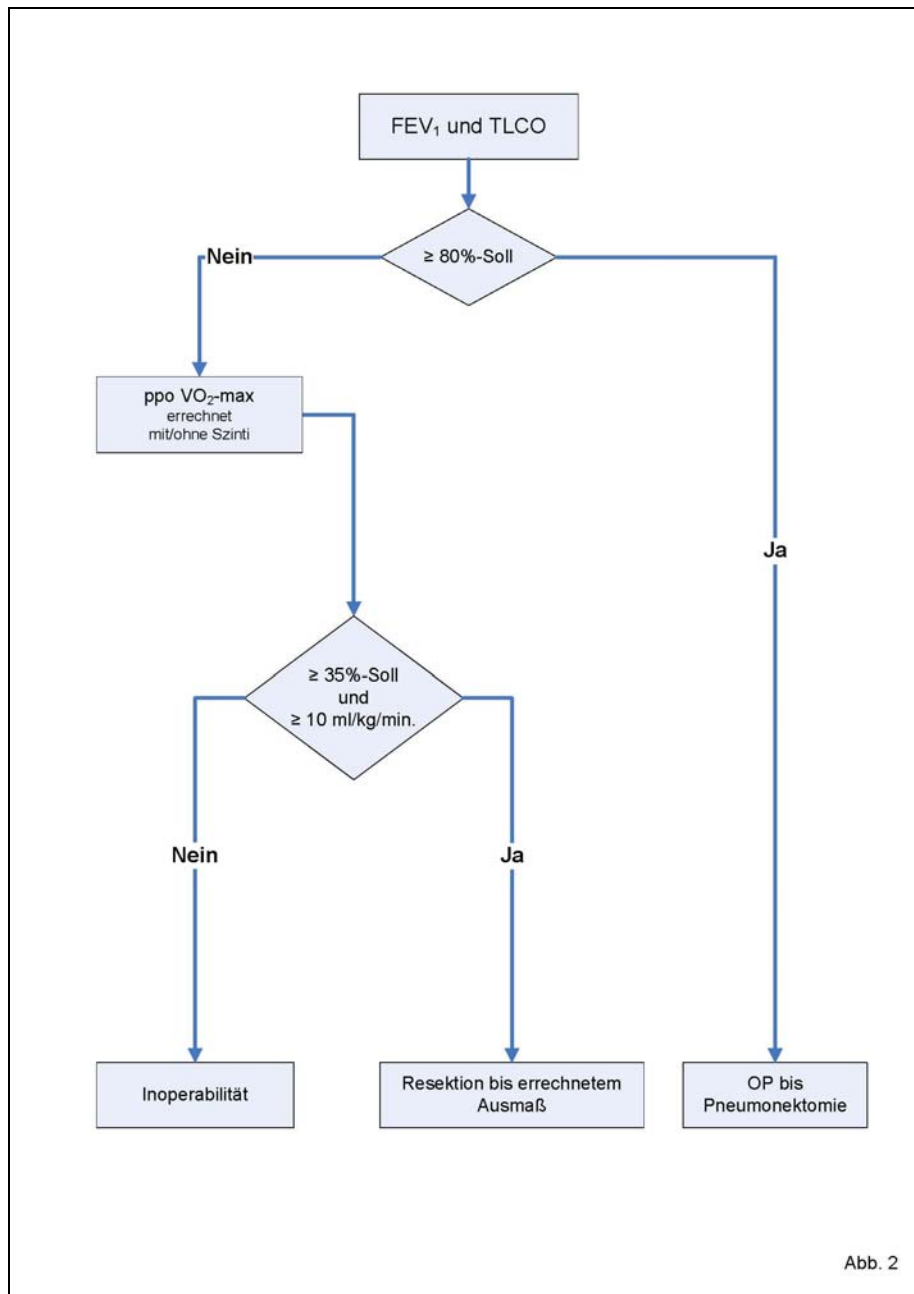 FEV₁ und TLCO
≥ 80%-Soll
Nein
ppo VO₂-max
errechnet
mit/ohne Szinti
Ja
≥ 35%-Soll
und
≥ 10 ml/kg/min.
Nein
Ja
Inoperabilität
Resektion bis errechnetem
Ausmaß
OP bis
Pneumonektomie
Abb. 2